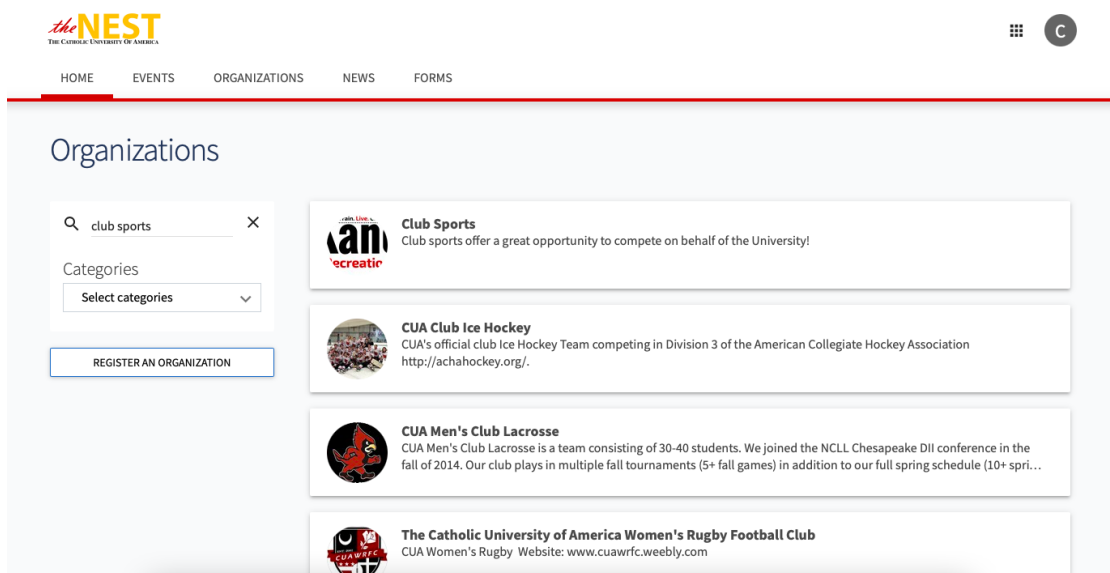 the NEST
THE CATHOLIC UNIVERSITY OF AMERICA
C
HOME EVENTS ORGANIZATIONS NEWS FORMS
Organizations
club sports
Categories
Select categories
REGISTER AN ORGANIZATION
ain. Live.
an
ecreatio
Club Sports
Club sports offer a great opportunity to compete on behalf of the University!
CUA Club Ice Hockey
CUA's official club Ice Hockey Team competing in Division 3 of the American Collegiate Hockey Association
http://achahockey.org/.
CUA Men's Club Lacrosse
CUA Men's Club Lacrosse is a team consisting of 30-40 students. We joined the NCLL Chesapeake DII conference in the
fall of 2014. Our club plays in multiple fall tournaments (5+ fall games) in addition to our full spring schedule (10+ spri...
CUAWRFC
The Catholic University of America Women's Rugby Football Club
CUA Women's Rugby Website: www.cuawrfc.weebly.com